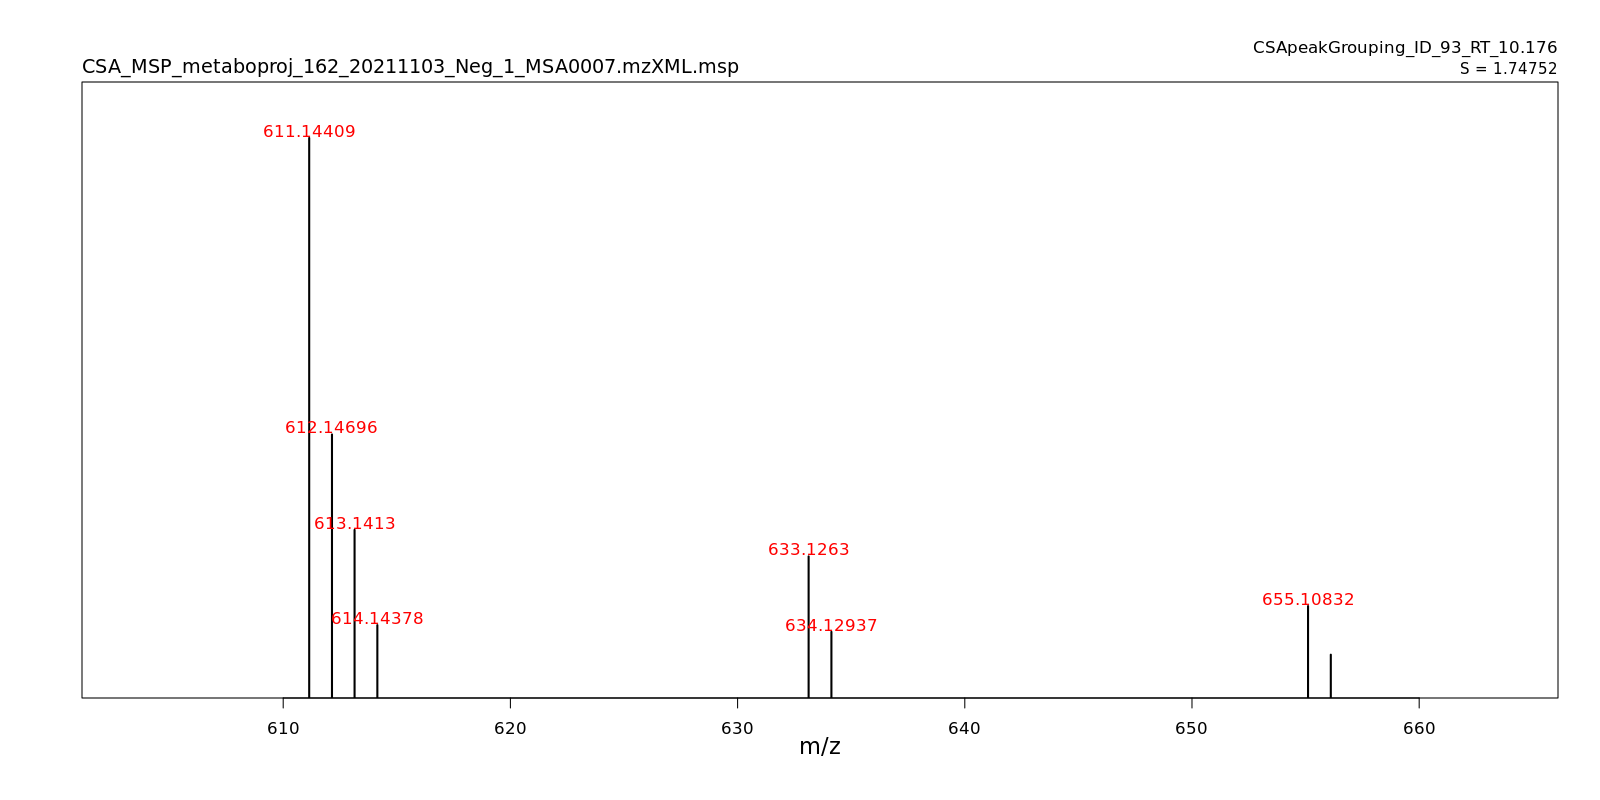 CSApeakGrouping_ID_93_RT_10.176
CSA_MSP_metaboproj_162_20211103_Neg_1_MSA0007.mzXML.msp
S = 1.74752
611.14409
612.14696
613.1413
633.1263
655.10832
614.14378
634.12937
610 620 630 640 650 660
m/z